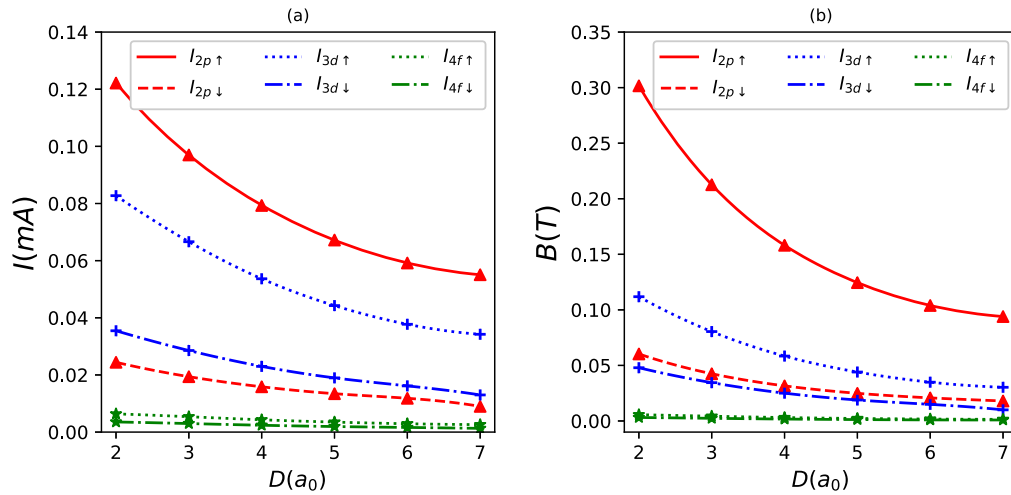 (a)
I(mA)
0.14
0.12
0.10
0.08
0.06
0.04
0.02
0.00
I2p↑
I2p↓
I3d↑
I3d↓
I4f↑
I4f↓
2 3 4 5 6 7
D(a0)
(b)
B(T)
0.35
0.30
0.25
0.20
0.15
0.10
0.05
0.00
I2p↑
I2p↓
I3d↑
I3d↓
I4f↑
I4f↓
2 3 4 5 6 7
D(a0)